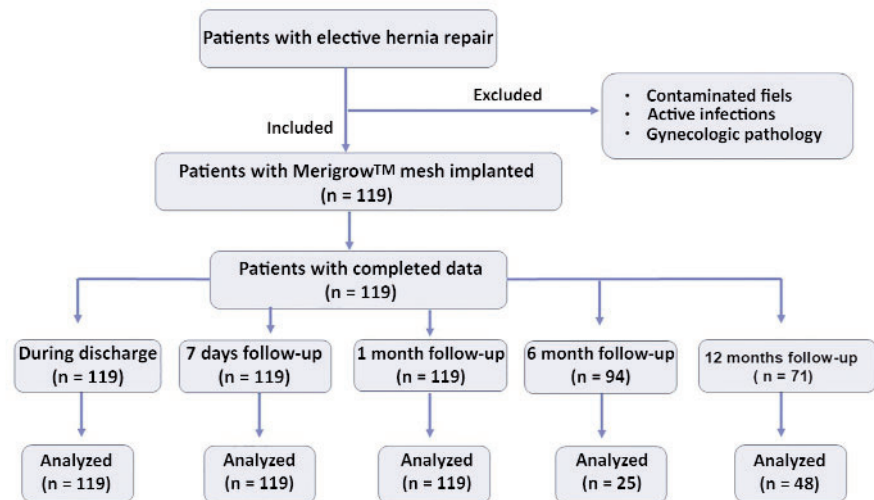 Patients with elective hernia repair
Excluded
• Contaminated fiels
• Active infections
• Gynecologic pathology
Included
Patients with Merigrow™ mesh implanted
(n = 119)
Patients with completed data
(n = 119)
During discharge
(n = 119)
7 days follow-up
(n = 119)
1 month follow-up
(n = 119)
6 month follow-up
(n = 94)
12 months follow-up
( n = 71)
Analyzed
(n = 119)
Analyzed
(n = 119)
Analyzed
(n = 119)
Analyzed
(n = 25)
Analyzed
(n = 48)